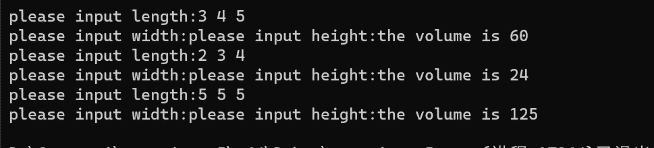 please input length:3 4 5
please input width:please input height:the volume is 60
please input length:2 3 4
please input width:please input height:the volume is 24
please input length:5 5 5
please input width:please input height:the volume is 125